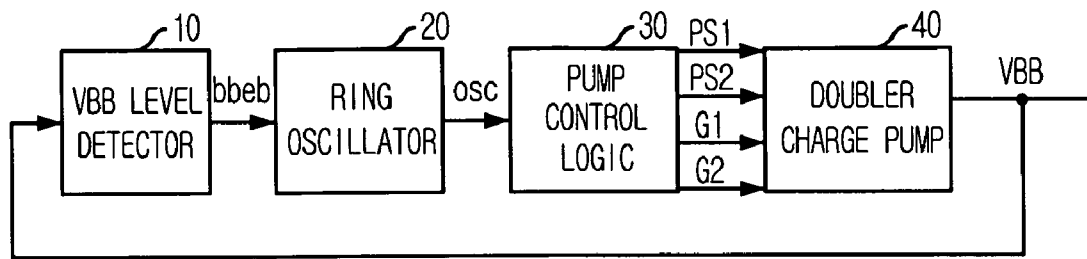 10
VBB LEVEL
DETECTOR
bbeb
20
RING
OSCILLATOR
osc
30
PUMP
CONTROL
LOGIC
PS1
PS2
G1
G2
40
DOUBLER
CHARGE PUMP
VBB